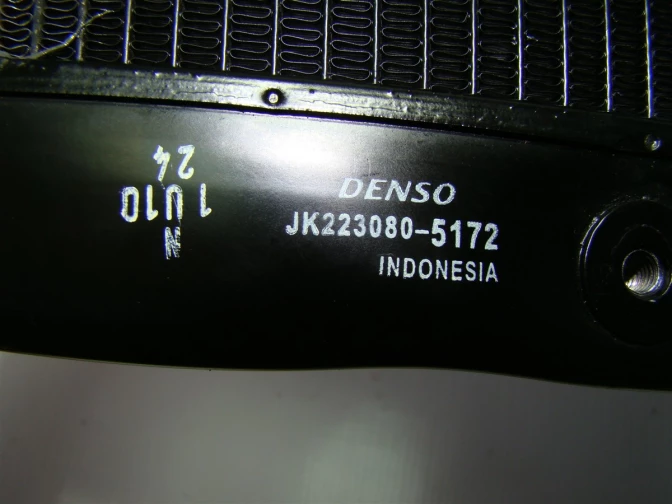 DENSO
JK223080-5172
INDONESIA
24
1 U10
N